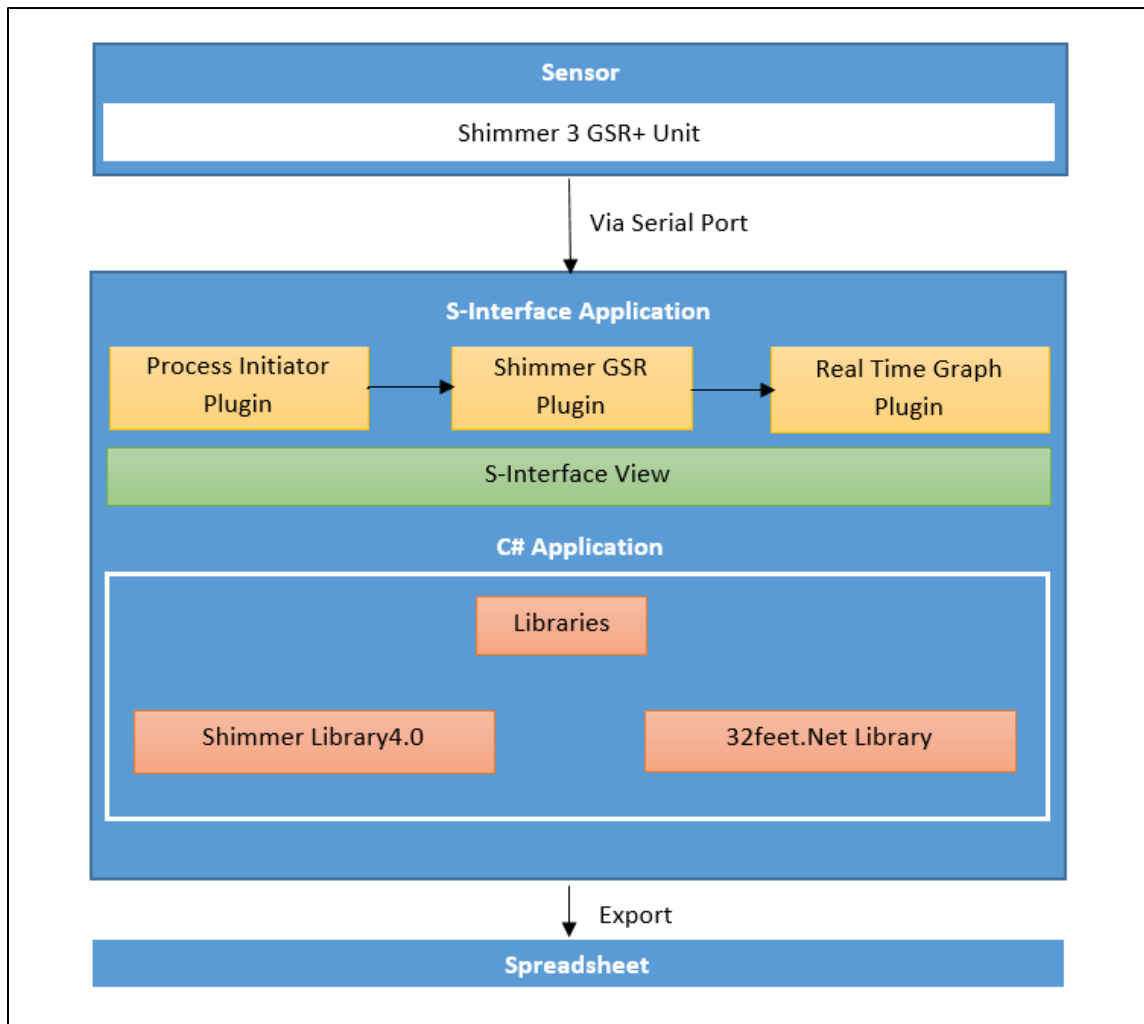 Sensor
Shimmer 3 GSR+ Unit
Via Serial Port
S-Interface Application
Process Initiator
Plugin
Shimmer GSR
Plugin
Real Time Graph
Plugin
S-Interface View
C# Application
Libraries
Shimmer Library4.0
32feet.Net Library
Export
Spreadsheet